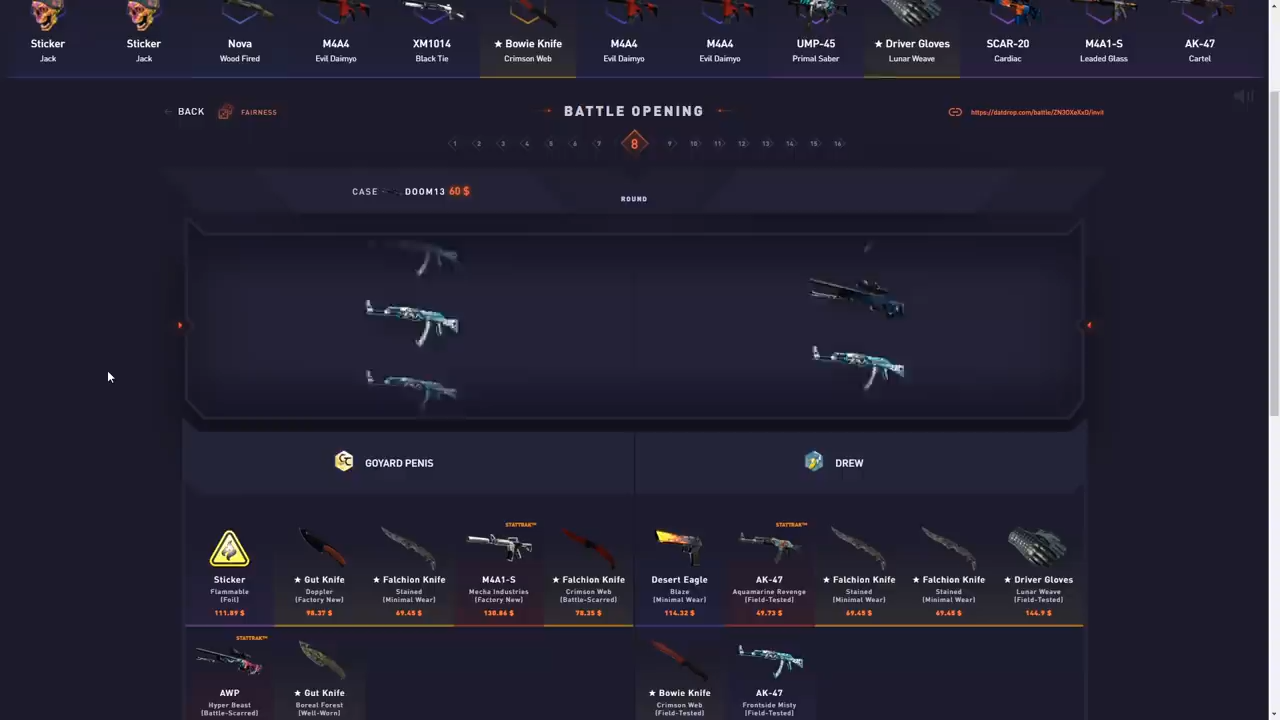 Sticker Sticker Nova M4A4 XM1014 ★ Bowie Knife M4A4 M4A4 UMP-45 ★ Driver Gloves SCAR-20 M4A1-S AK-47
Jack Jack Wood Fired Evil Daimyo Black Tie Crimson Web Evil Daimyo Evil Daimyo Primal Saber Lunar Weave Cardiac Leaded Glass Cartel
← BACK FAIRNESS BATTLE OPENING https://datdrop.com/battle/ZN3OXeXxD/invit
1 2 3 4 5 6 7 8 9 10 11 12 13 14 15 16
CASE DOOM13 60 $
ROUND
GOYARD PENIS DREW
STATTRAK™ STATTRAK™
Sticker ★ Gut Knife ★ Falchion Knife M4A1-S ★ Falchion Knife Desert Eagle AK-47 ★ Falchion Knife ★ Falchion Knife ★ Driver Gloves
Flammable Doppler Stained Mecha Industries Crimson Web Blaze Aquamarine Revenge Stained Stained Lunar Weave
(Foil) (Factory New) (Minimal Wear) (Factory New) (Battle-Scarred) (Minimal Wear) (Field-Tested) (Minimal Wear) (Minimal Wear) (Field-Tested)
111.89 $ 98.37 $ 69.45 $ 138.86 $ 78.35 $ 114.32 $ 49.73 $ 69.45 $ 69.45 $ 144.9 $
STATTRAK™
AWP ★ Gut Knife ★ Bowie Knife AK-47
Hyper Beast Boreal Forest Crimson Web Frontside Misty
(Battle-Scarred) (Well-Worn) (Field-Tested) (Field-Tested)